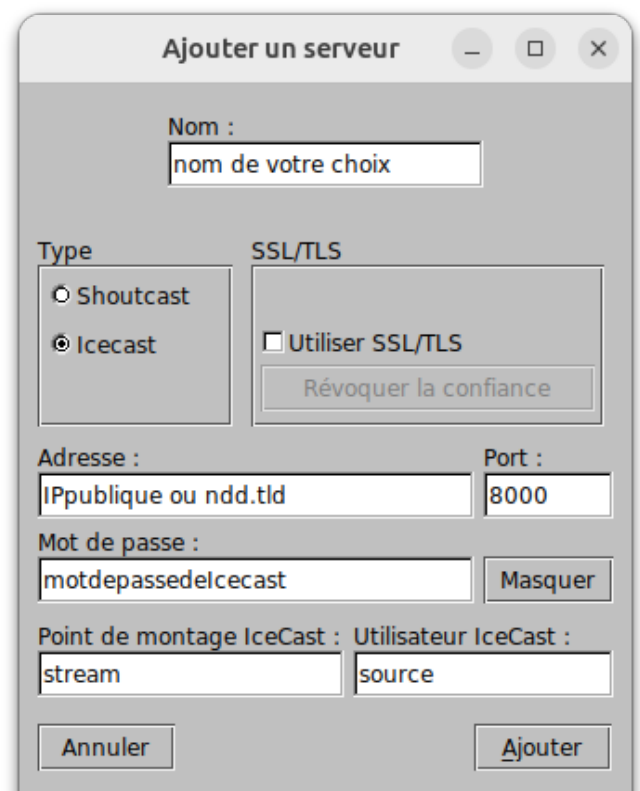 Ajouter un serveur
Nom :
nom de votre choix
Type
SSL/TLS
Shoutcast
Icecast
Utiliser SSL/TLS
Révoquer la confiance
Adresse :
Port :
IPpublique ou ndd.tld
8000
Mot de passe :
motdepassedeIcecast
Masquer
Point de montage IceCast :
Utilisateur IceCast :
stream
source
Annuler
Ajouter